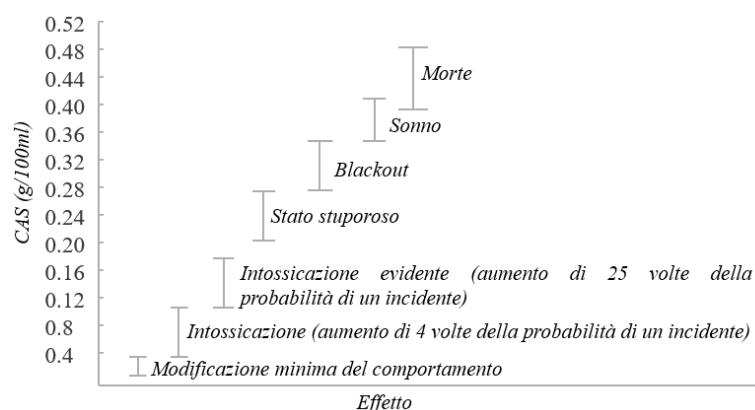 0.52
0.48
0.44
0.40
0.36
0.32
0.28
0.24
0.20
0.16
0.12
0.8
0.4
CAS (g/100ml)
Morte
Sonno
Blackout
Stato stuporoso
Intossicazione evidente (aumento di 25 volte della
probabilità di un incidente)
Intossicazione (aumento di 4 volte della probabilità di un incidente)
Modificazione minima del comportamento
Effetto